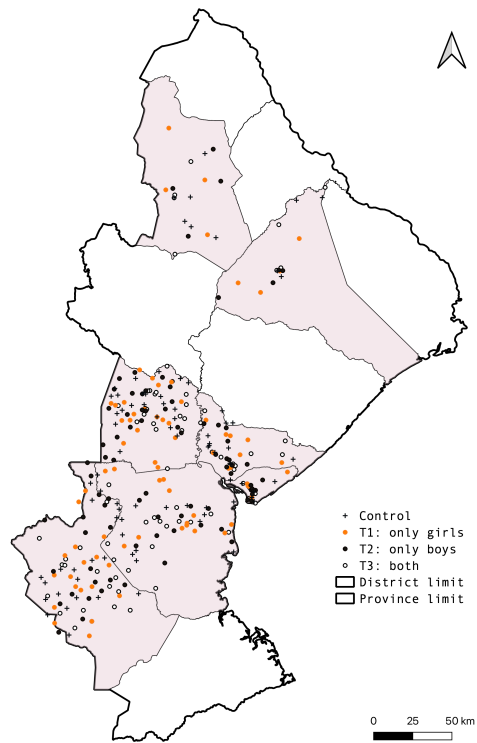 Control
T1: only girls
T2: only boys
T3: both
District limit
Province limit
0 25 50 km